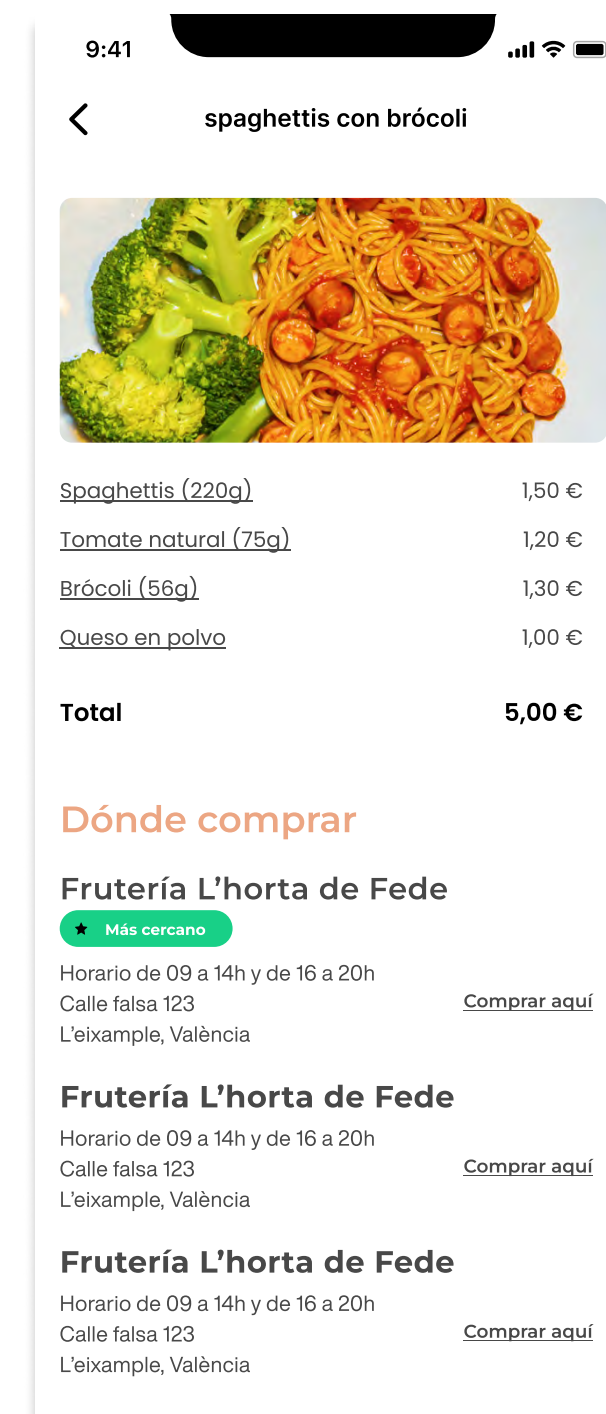 9:41
spaghettis con brócoli
Spaghettis (220g) 1,50 €
Tomate natural (75g) 1,20 €
Brócoli (56g) 1,30 €
Queso en polvo 1,00 €
Total 5,00 €
Dónde comprar
Frutería L’horta de Fede
Más cercano
Horario de 09 a 14h y de 16 a 20h
Calle falsa 123 Comprar aquí
L’eixample, València
Frutería L’horta de Fede
Horario de 09 a 14h y de 16 a 20h
Calle falsa 123 Comprar aquí
L’eixample, València
Frutería L’horta de Fede
Horario de 09 a 14h y de 16 a 20h
Calle falsa 123 Comprar aquí
L’eixample, València